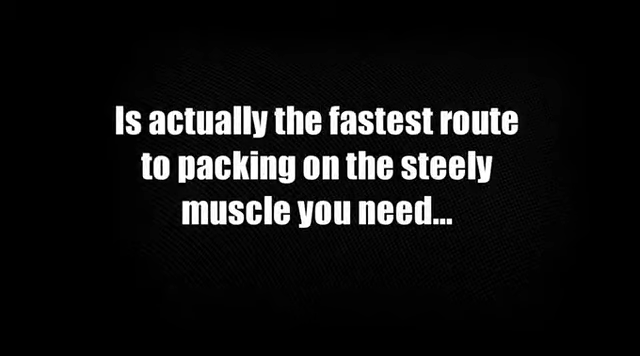 Is actually the fastest route
to packing on the steely
muscle you need...